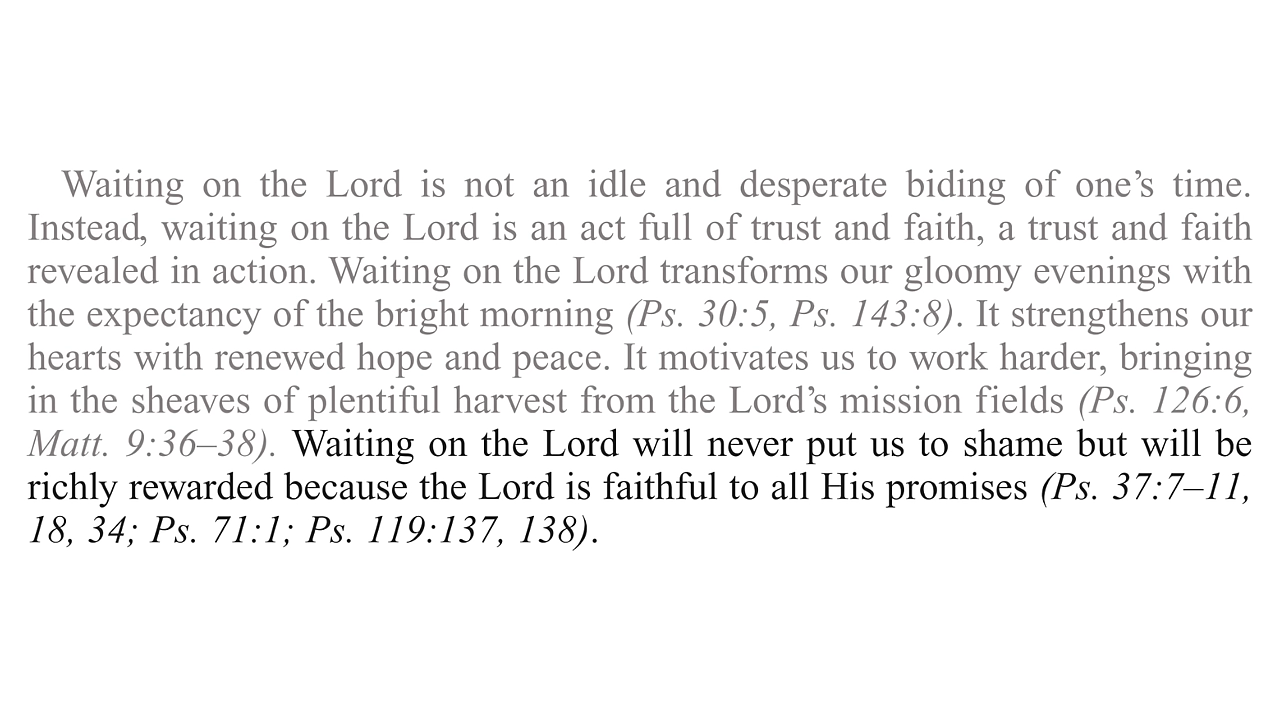 Waiting on the Lord is not an idle and desperate biding of one’s time.
Instead, waiting on the Lord is an act full of trust and faith, a trust and faith
revealed in action. Waiting on the Lord transforms our gloomy evenings with
the expectancy of the bright morning (Ps. 30:5, Ps. 143:8). It strengthens our
hearts with renewed hope and peace. It motivates us to work harder, bringing
in the sheaves of plentiful harvest from the Lord’s mission fields (Ps. 126:6,
Matt. 9:36–38). Waiting on the Lord will never put us to shame but will be
richly rewarded because the Lord is faithful to all His promises (Ps. 37:7–11,
18, 34; Ps. 71:1; Ps. 119:137, 138).